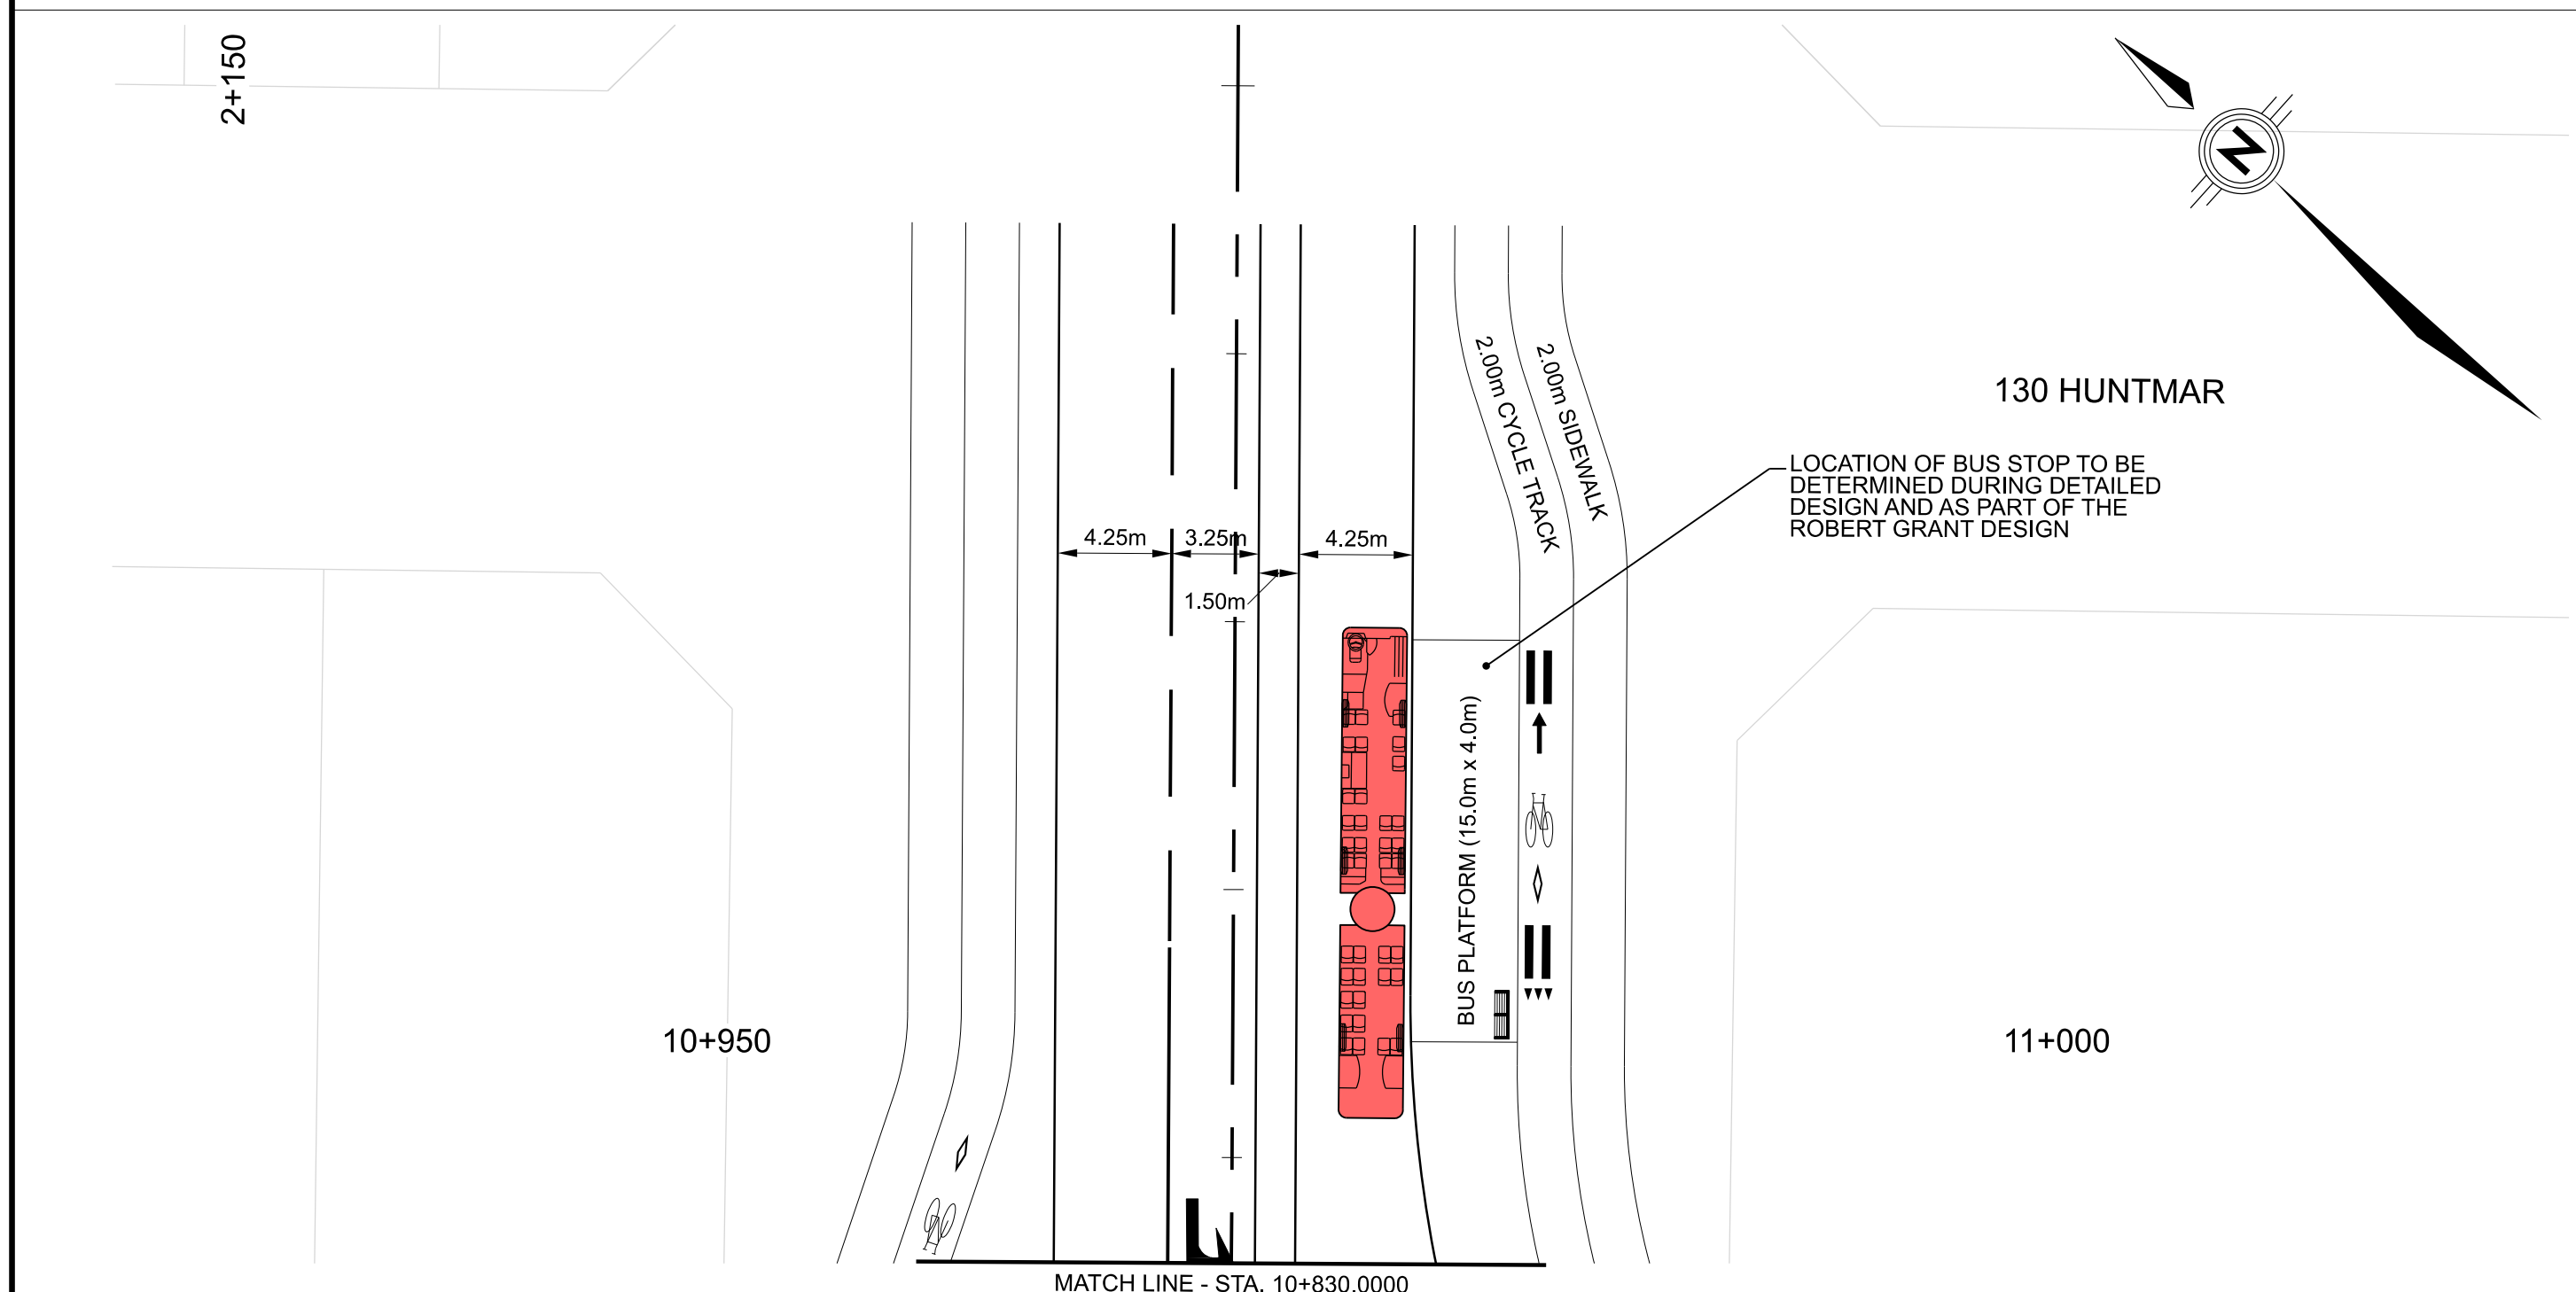 2+150
N
130 HUNTMAR
2.00m CYCLE TRACK
2.00m SIDEWALK
LOCATION OF BUS STOP TO BE
DETERMINED DURING DETAILED
DESIGN AND AS PART OF THE
ROBERT GRANT DESIGN
4.25m
3.25m
4.25m
1.50m
BUS PLATFORM (15.0m x 4.0m)
10+950
11+000
MATCH LINE - STA. 10+830.0000